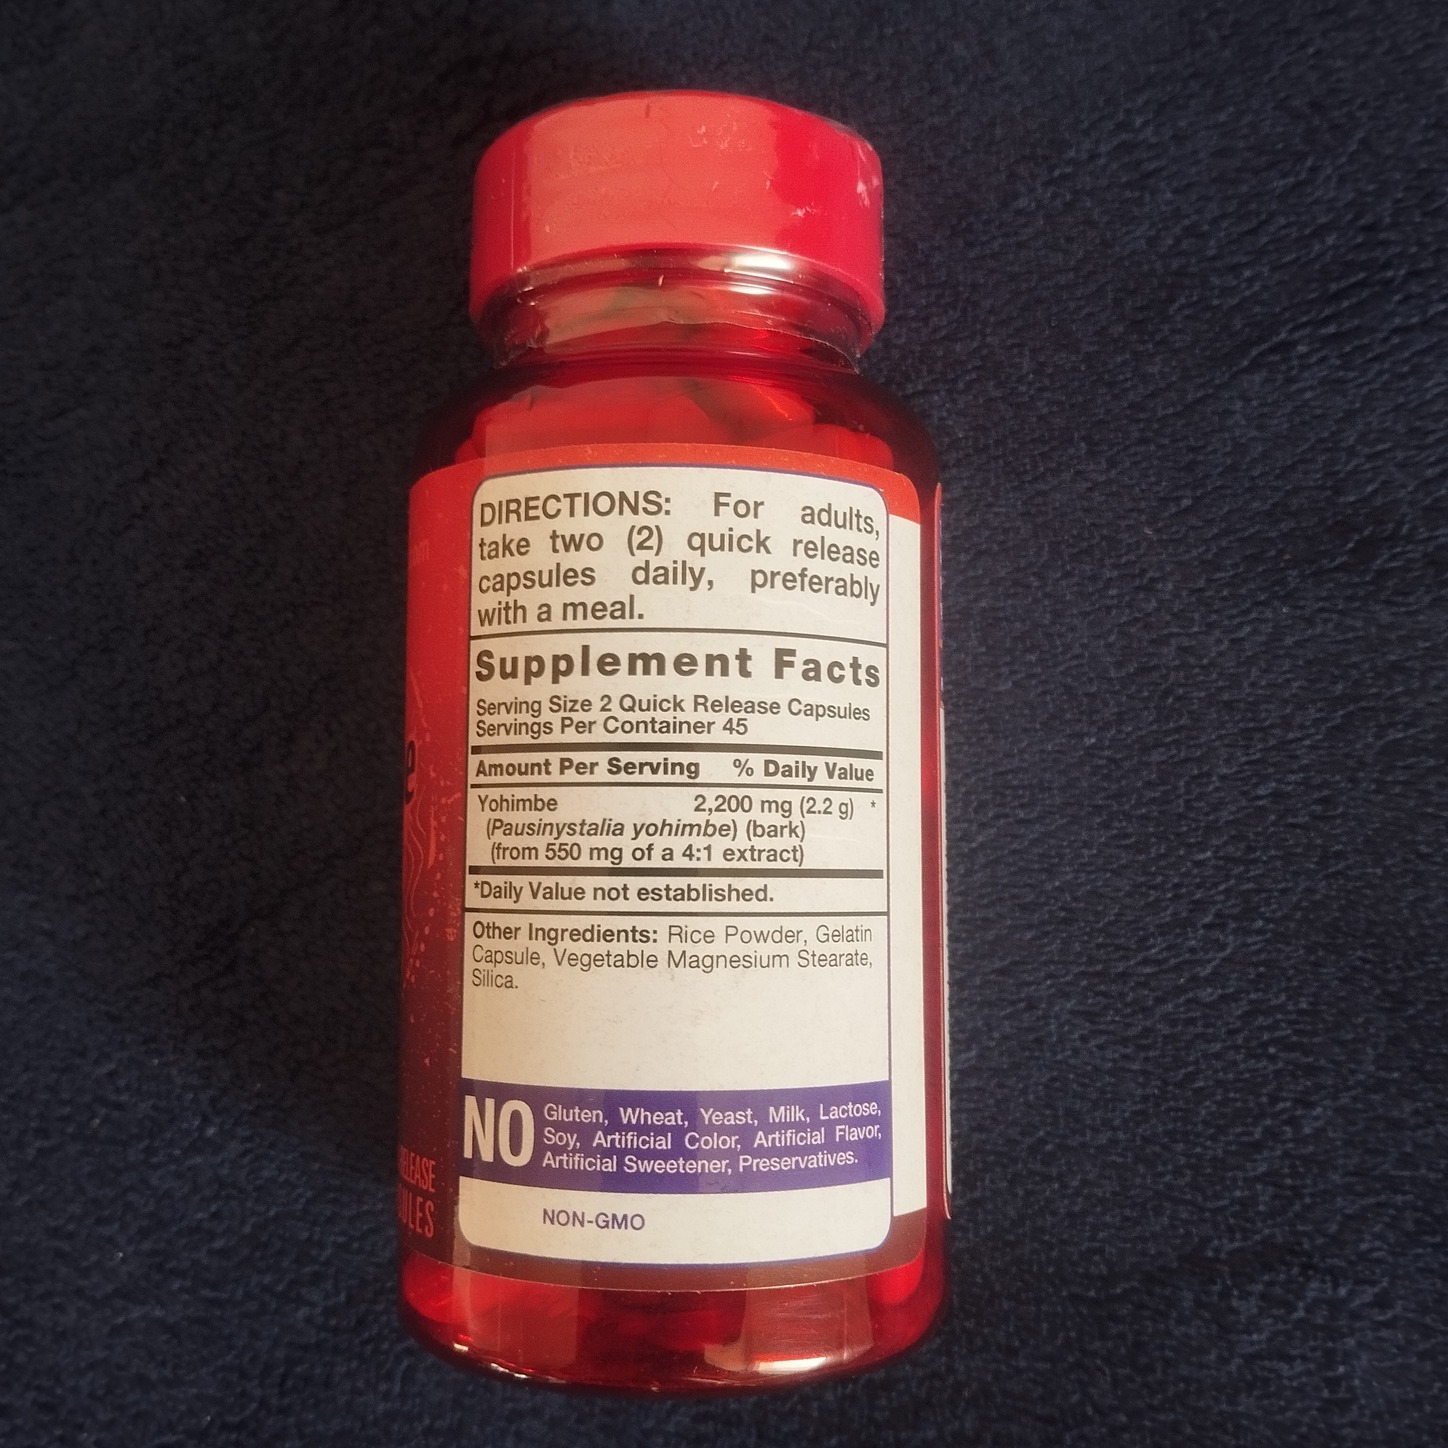 DIRECTIONS: For adults,
take two (2) quick release
capsules daily, preferably
with a meal.
Supplement Facts
Serving Size 2 Quick Release Capsules
Servings Per Container 45
Amount Per Serving % Daily Value
Yohimbe 2,200 mg (2.2 g) *
(Pausinystalia yohimbe) (bark)
(from 550 mg of a 4:1 extract)
*Daily Value not established.
Other Ingredients: Rice Powder, Gelatin
Capsule, Vegetable Magnesium Stearate,
Silica.
NO Gluten, Wheat, Yeast, Milk, Lactose,
Soy, Artificial Color, Artificial Flavor,
Artificial Sweetener, Preservatives.
NON-GMO